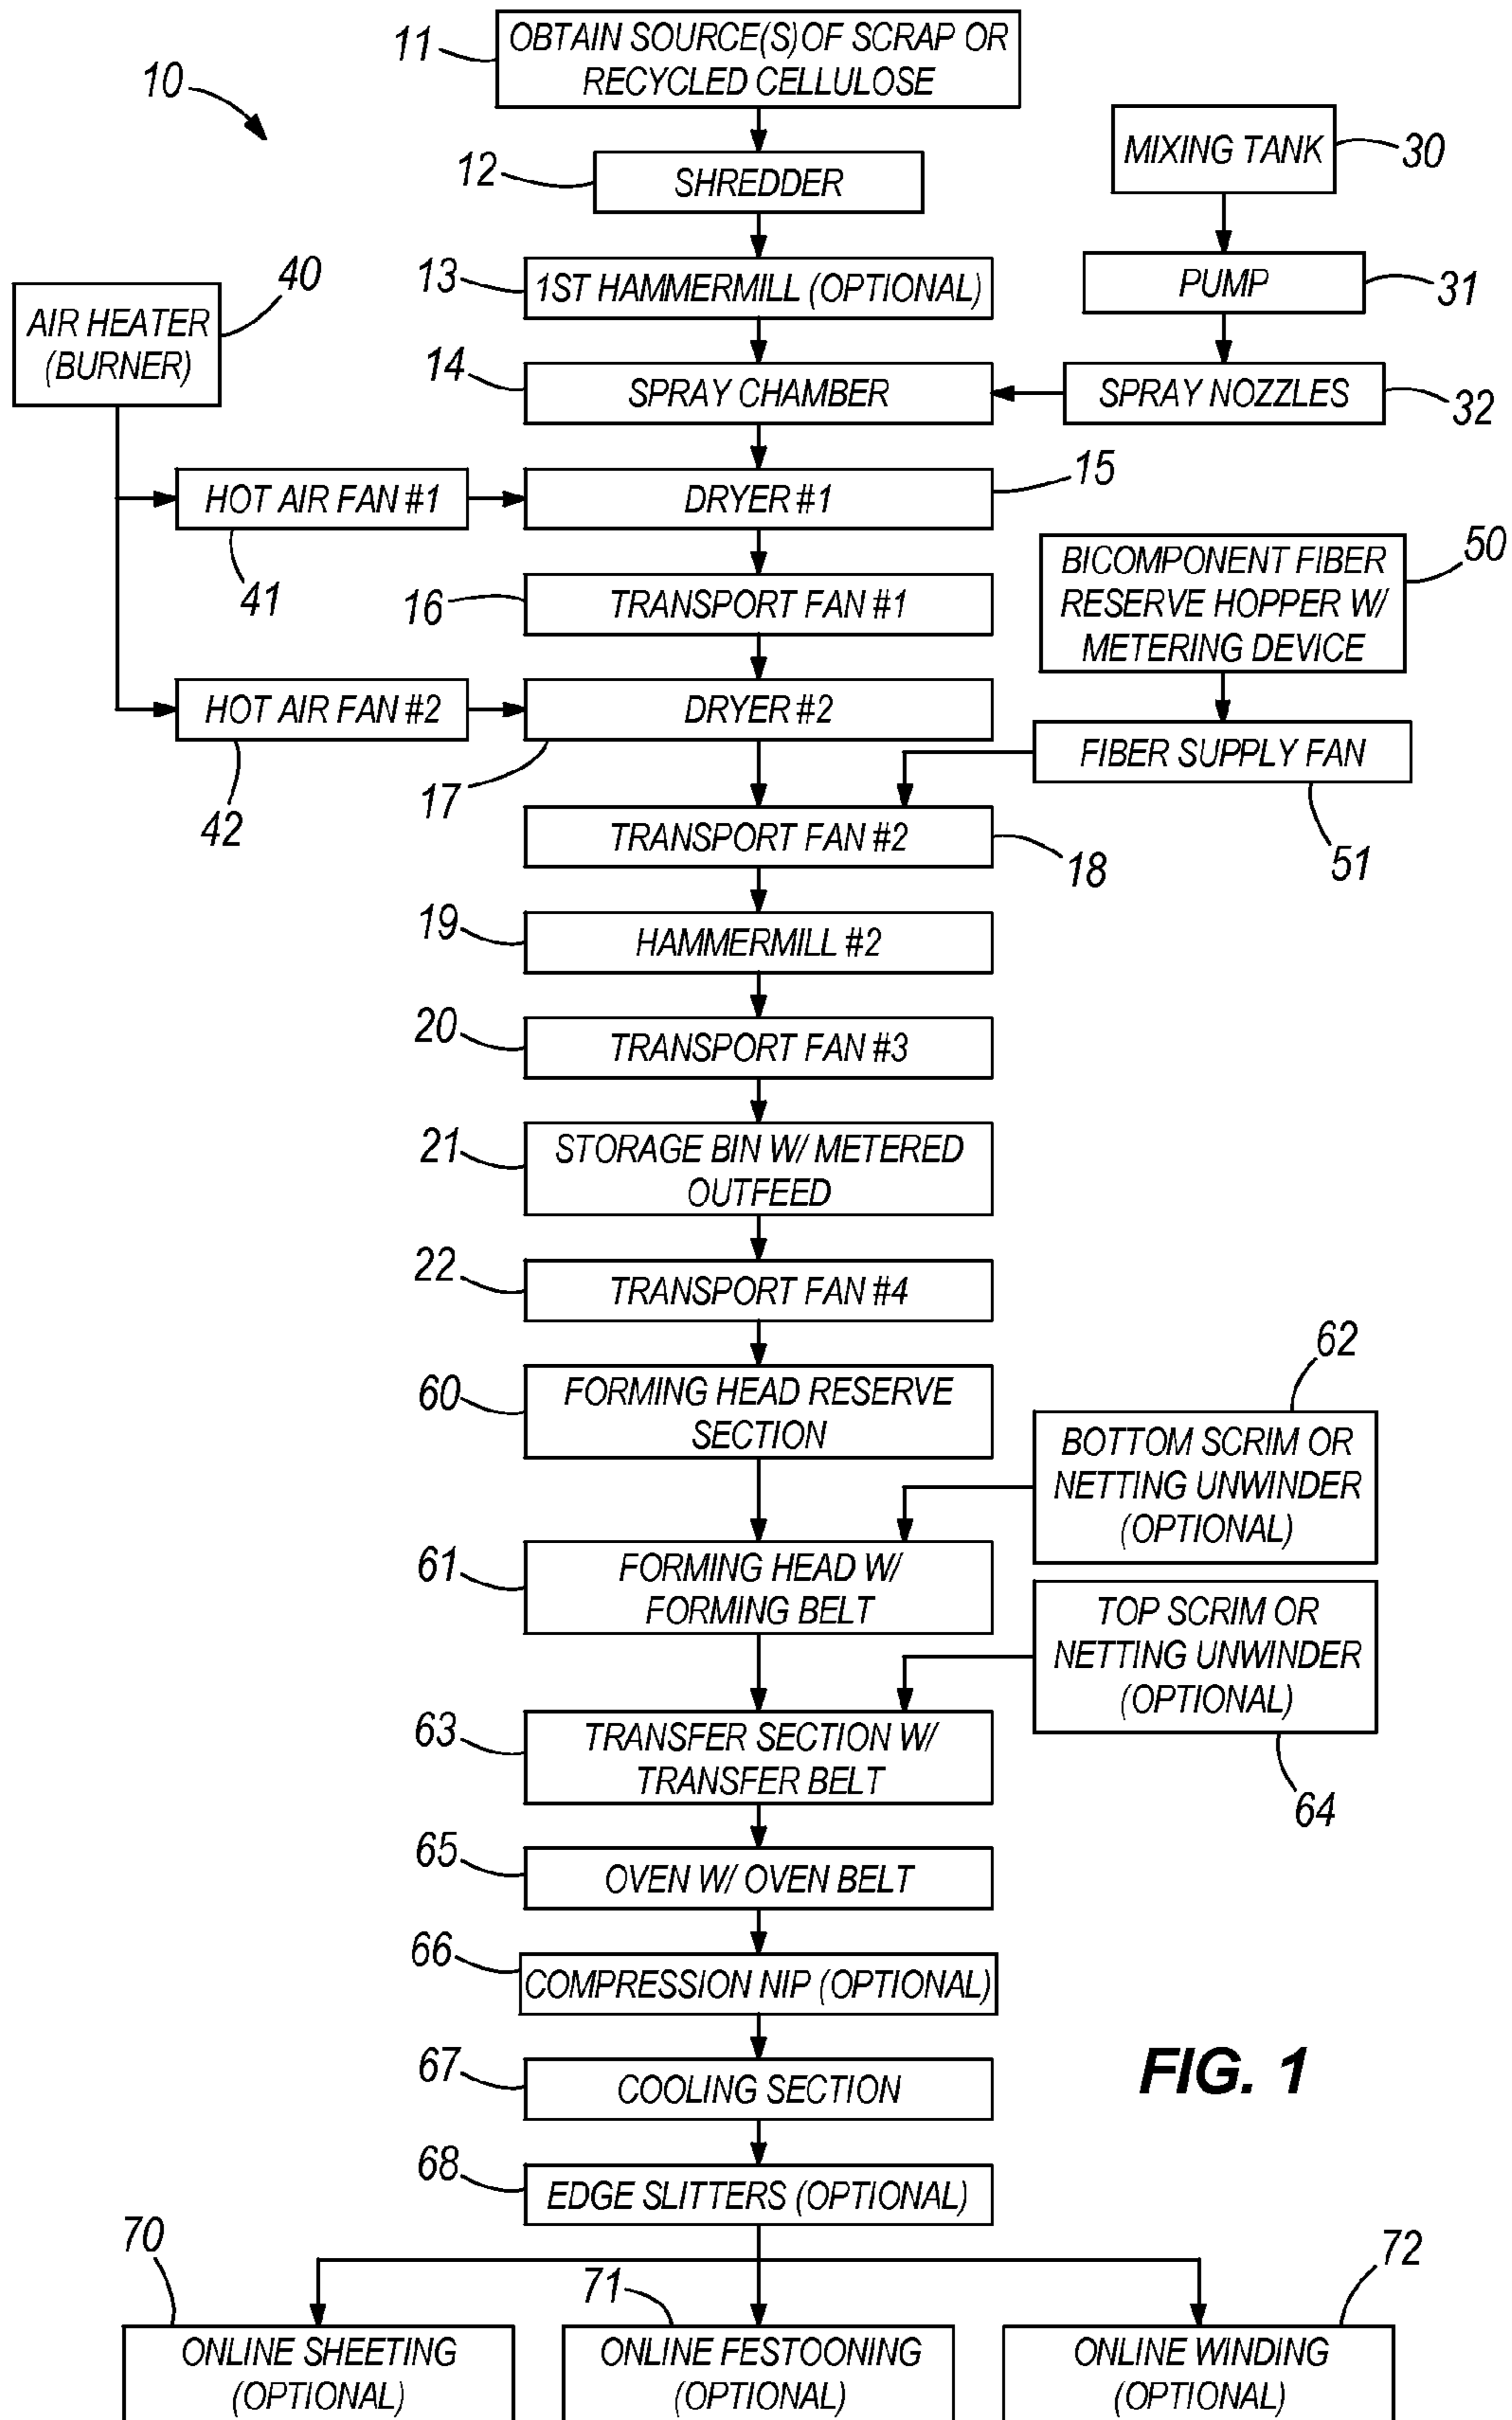 11
OBTAIN SOURCE(S)OF SCRAP OR
RECYCLED CELLULOSE
10
12
SHREDDER
MIXING TANK
30
13
1ST HAMMERMILL (OPTIONAL)
PUMP
31
40
AIR HEATER
(BURNER)
14
SPRAY CHAMBER
SPRAY NOZZLES
32
HOT AIR FAN #1
41
DRYER #1
15
16
TRANSPORT FAN #1
BICOMPONENT FIBER
RESERVE HOPPER W/
METERING DEVICE
50
HOT AIR FAN #2
42
DRYER #2
17
FIBER SUPPLY FAN
51
TRANSPORT FAN #2
18
19
HAMMERMILL #2
20
TRANSPORT FAN #3
21
STORAGE BIN W/ METERED
OUTFEED
22
TRANSPORT FAN #4
60
FORMING HEAD RESERVE
SECTION
62
BOTTOM SCRIM OR
NETTING UNWINDER
(OPTIONAL)
61
FORMING HEAD W/
FORMING BELT
TOP SCRIM OR
NETTING UNWINDER
(OPTIONAL)
64
63
TRANSFER SECTION W/
TRANSFER BELT
65
OVEN W/ OVEN BELT
66
COMPRESSION NIP (OPTIONAL)
67
COOLING SECTION
FIG. 1
68
EDGE SLITTERS (OPTIONAL)
70
ONLINE SHEETING
(OPTIONAL)
71
ONLINE FESTOONING
(OPTIONAL)
72
ONLINE WINDING
(OPTIONAL)